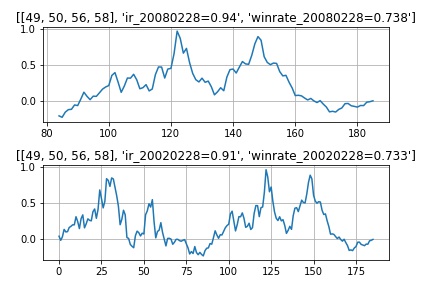 [[49, 50, 56, 58], 'ir_20080228=0.94', 'winrate_20080228=0.738']
1.0
0.5
0.0
80 100 120 140 160 180
[[49, 50, 56, 58], 'ir_20020228=0.91', 'winrate_20020228=0.733']
1.0
0.5
0.0
0 25 50 75 100 125 150 175